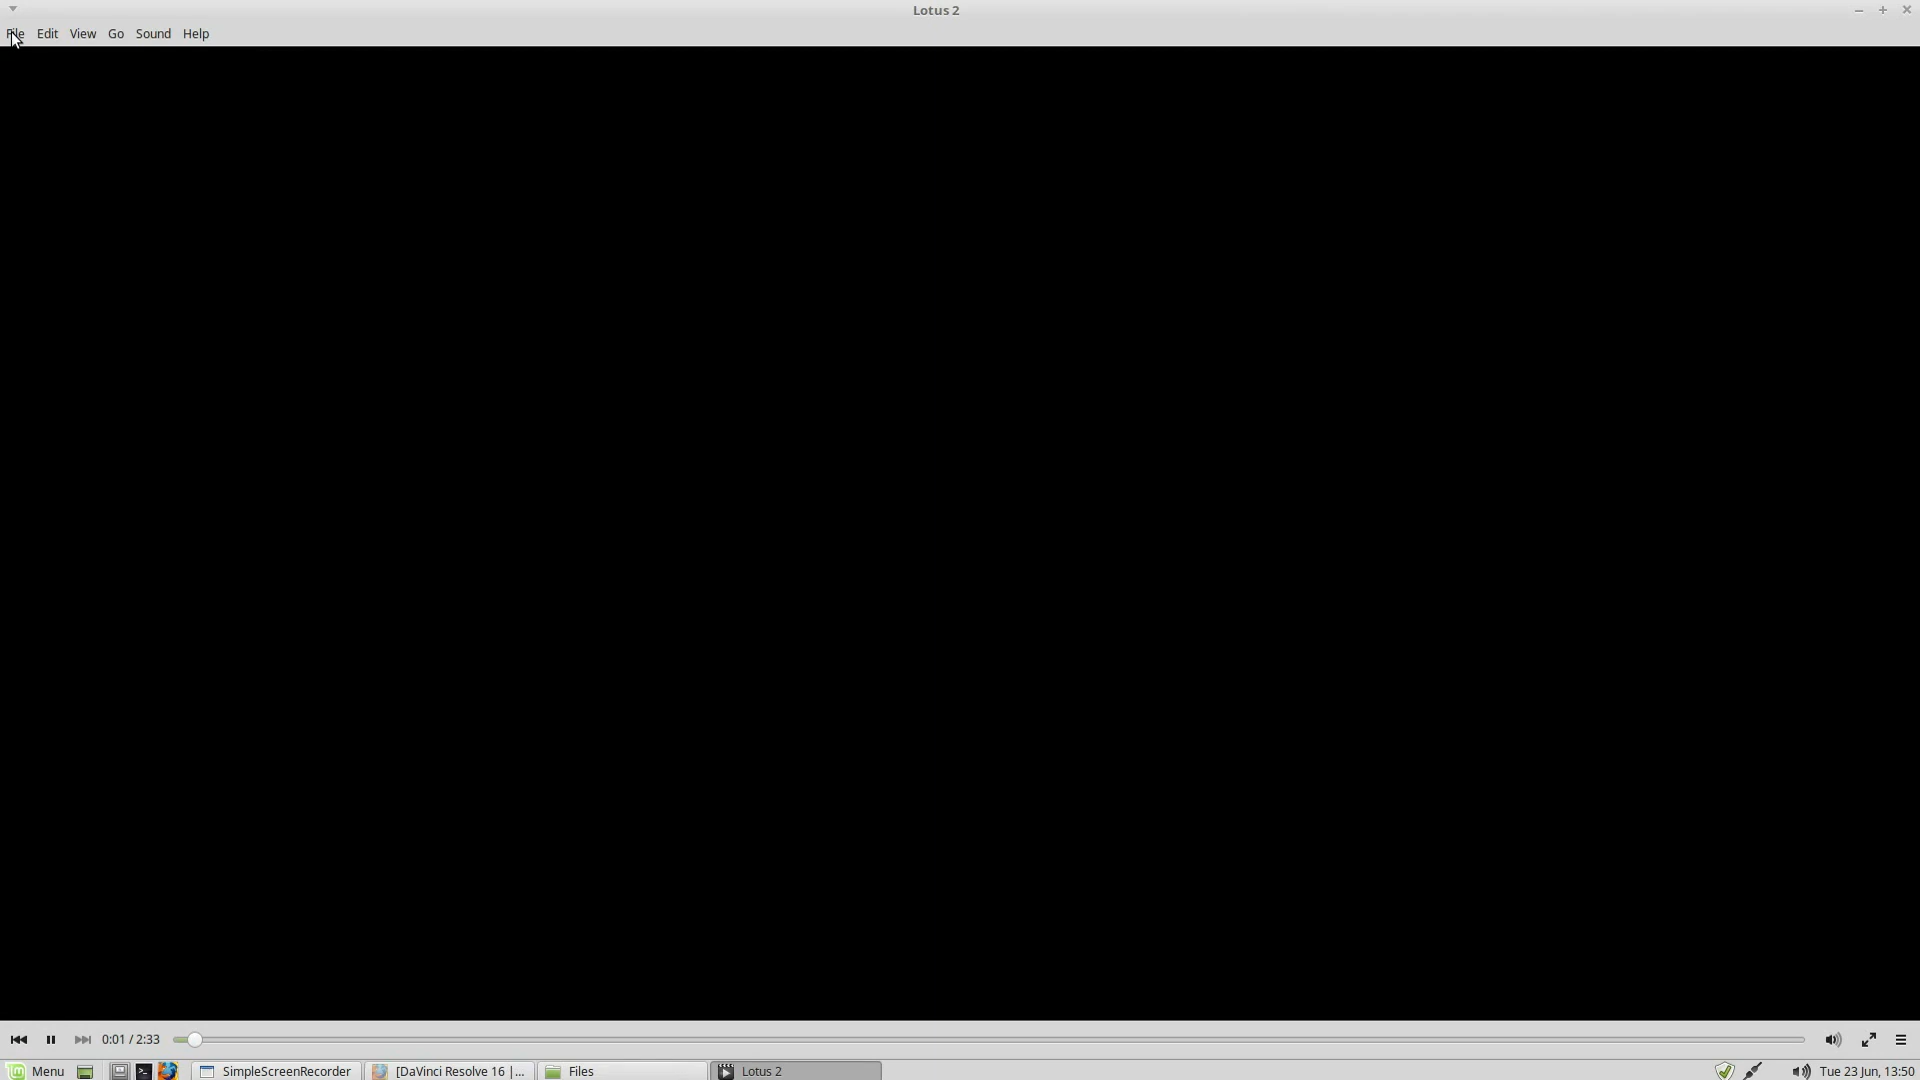 Lotus 2
File Edit View Go Sound Help
0:01 / 2:33
Menu SimpleScreenRecorder [DaVinci Resolve 16 |... Files Lotus 2 Tue 23 Jun, 13:50